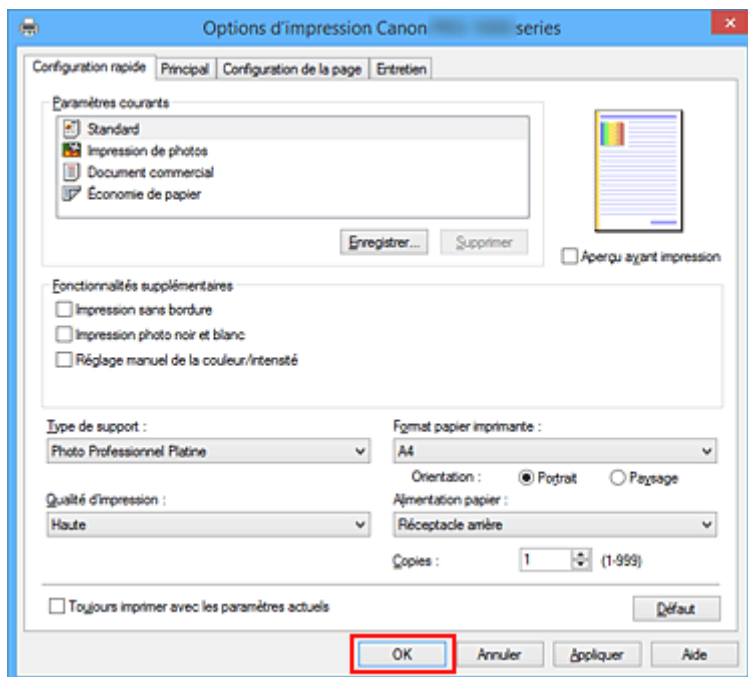 Options d'impression Canon series
Configuration rapide Principal Configuration de la page Entretien
Paramètres courants
Standard
Impression de photos
Document commercial
Économie de papier
Enregistrer... Supprimer
Aperçu avant impression
Fonctionnalités supplémentaires
Impression sans bordure
Impression photo noir et blanc
Réglage manuel de la couleur/intensité
Type de support : Format papier imprimante :
Photo Professionnel Platine A4
Orientation : Portrait Paysage
Qualité d'impression : Alimentation papier :
Haute Réceptacle arrière
Copies : 1 (1-999)
Toujours imprimer avec les paramètres actuels Défaut
OK Annuler Appliquer Aide